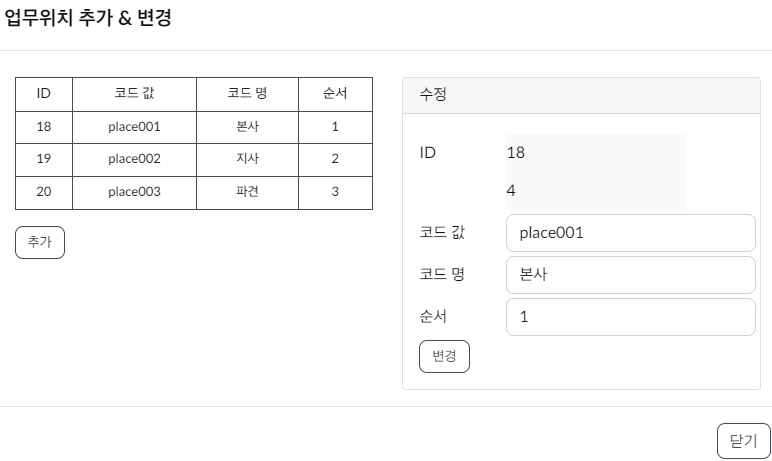 업무위치 추가 & 변경
ID 코드 값 코드 명 순서
18 place001 본사 1
19 place002 지사 2
20 place003 파견 3
추가
수정
ID 18
4
코드 값 place001
코드 명 본사
순서 1
변경
닫기